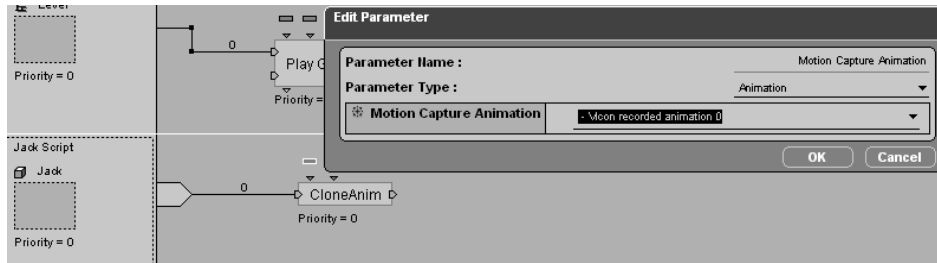 Level
Priority = 0
0
Play G
Priority =
Edit Parameter
Parameter Name :
Motion Capture Animation
Parameter Type :
Animation
Motion Capture Animation
- Vicon recorded animation 0
OK
Cancel
Jack Script
Jack
Priority = 0
0
CloneAnim
Priority = 0